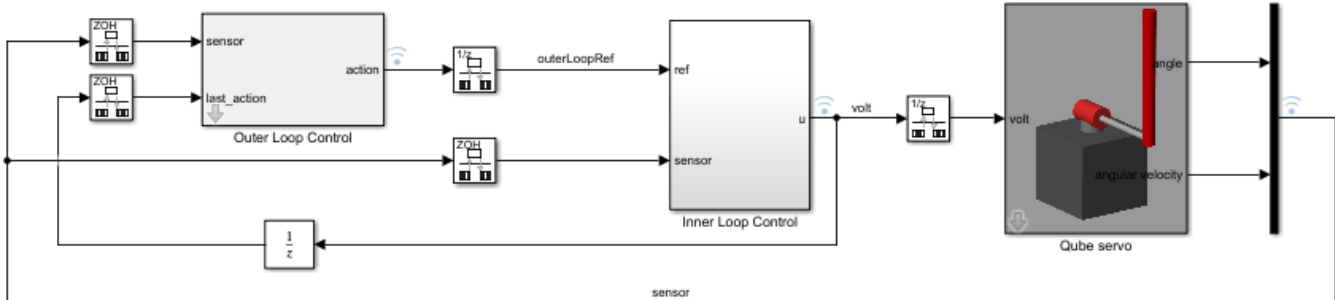 ZOH
sensor
action
ZOH
last_action
Outer Loop Control
1/z
outerLoopRef
ref
ZOH
sensor
u
Inner Loop Control
volt
1/z
volt
angle
angular velocity
Qube servo
1
z
sensor